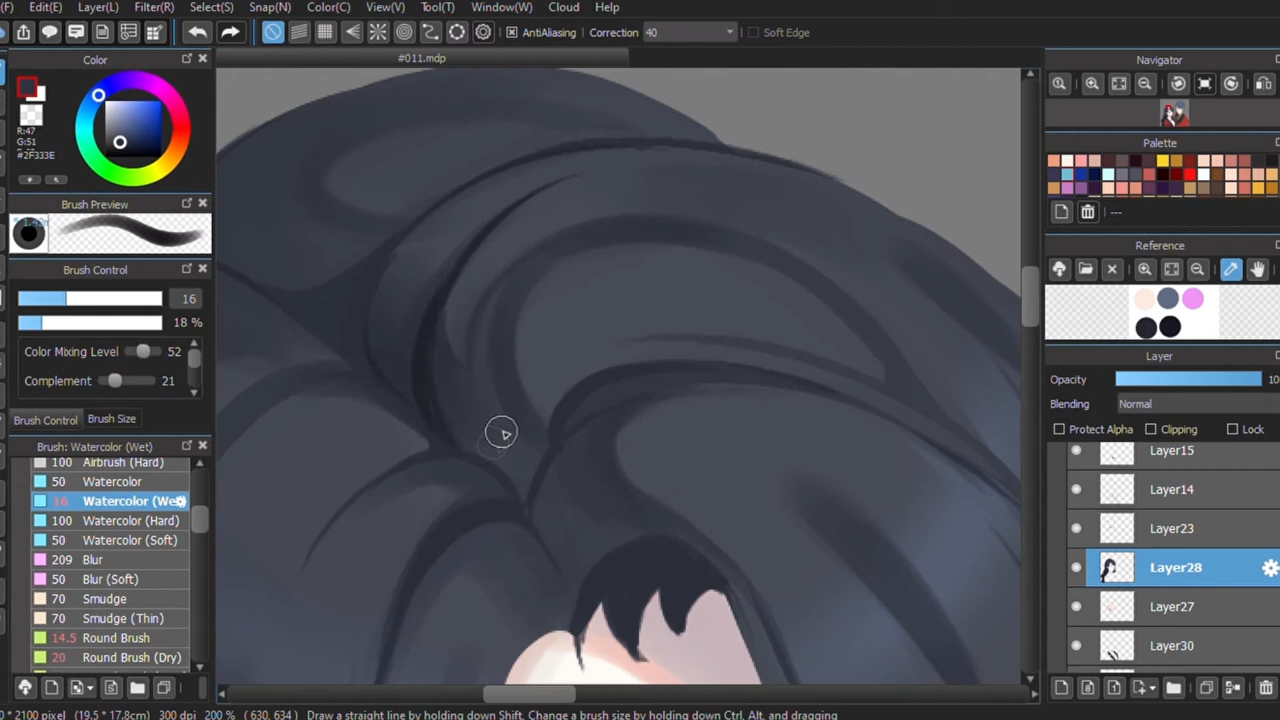 (F) Edit(E) Layer(L) Filter(R) Select(S) Snap(N) Color(C) View(V) Tool(T) Window(W) Cloud Help
AntiAliasing Correction 40 Soft Edge
#011.mdp
Color
R:47
G:51
#2F333E
Brush Preview
Brush Control
16
18 %
Color Mixing Level 52
Complement 21
Brush Control Brush Size
Brush: Watercolor (Wet)
100 Airbrush (Hard)
50 Watercolor
16 Watercolor (We
100 Watercolor (Hard)
50 Watercolor (Soft)
209 Blur
50 Blur (Soft)
70 Smudge
70 Smudge (Thin)
14.5 Round Brush
20 Round Brush (Dry)
Navigator
Palette
---
Reference
Layer
Opacity 10
Blending Normal
Protect Alpha Clipping Lock
Layer15
Layer14
Layer23
Layer28
Layer27
Layer30
* 2100 pixel (19.5 * 17.8cm) 300 dpi 200 % ( 630, 634 ) Draw a straight line by holding down Shift, Change a brush size by holding down Ctrl, Alt, and dragging